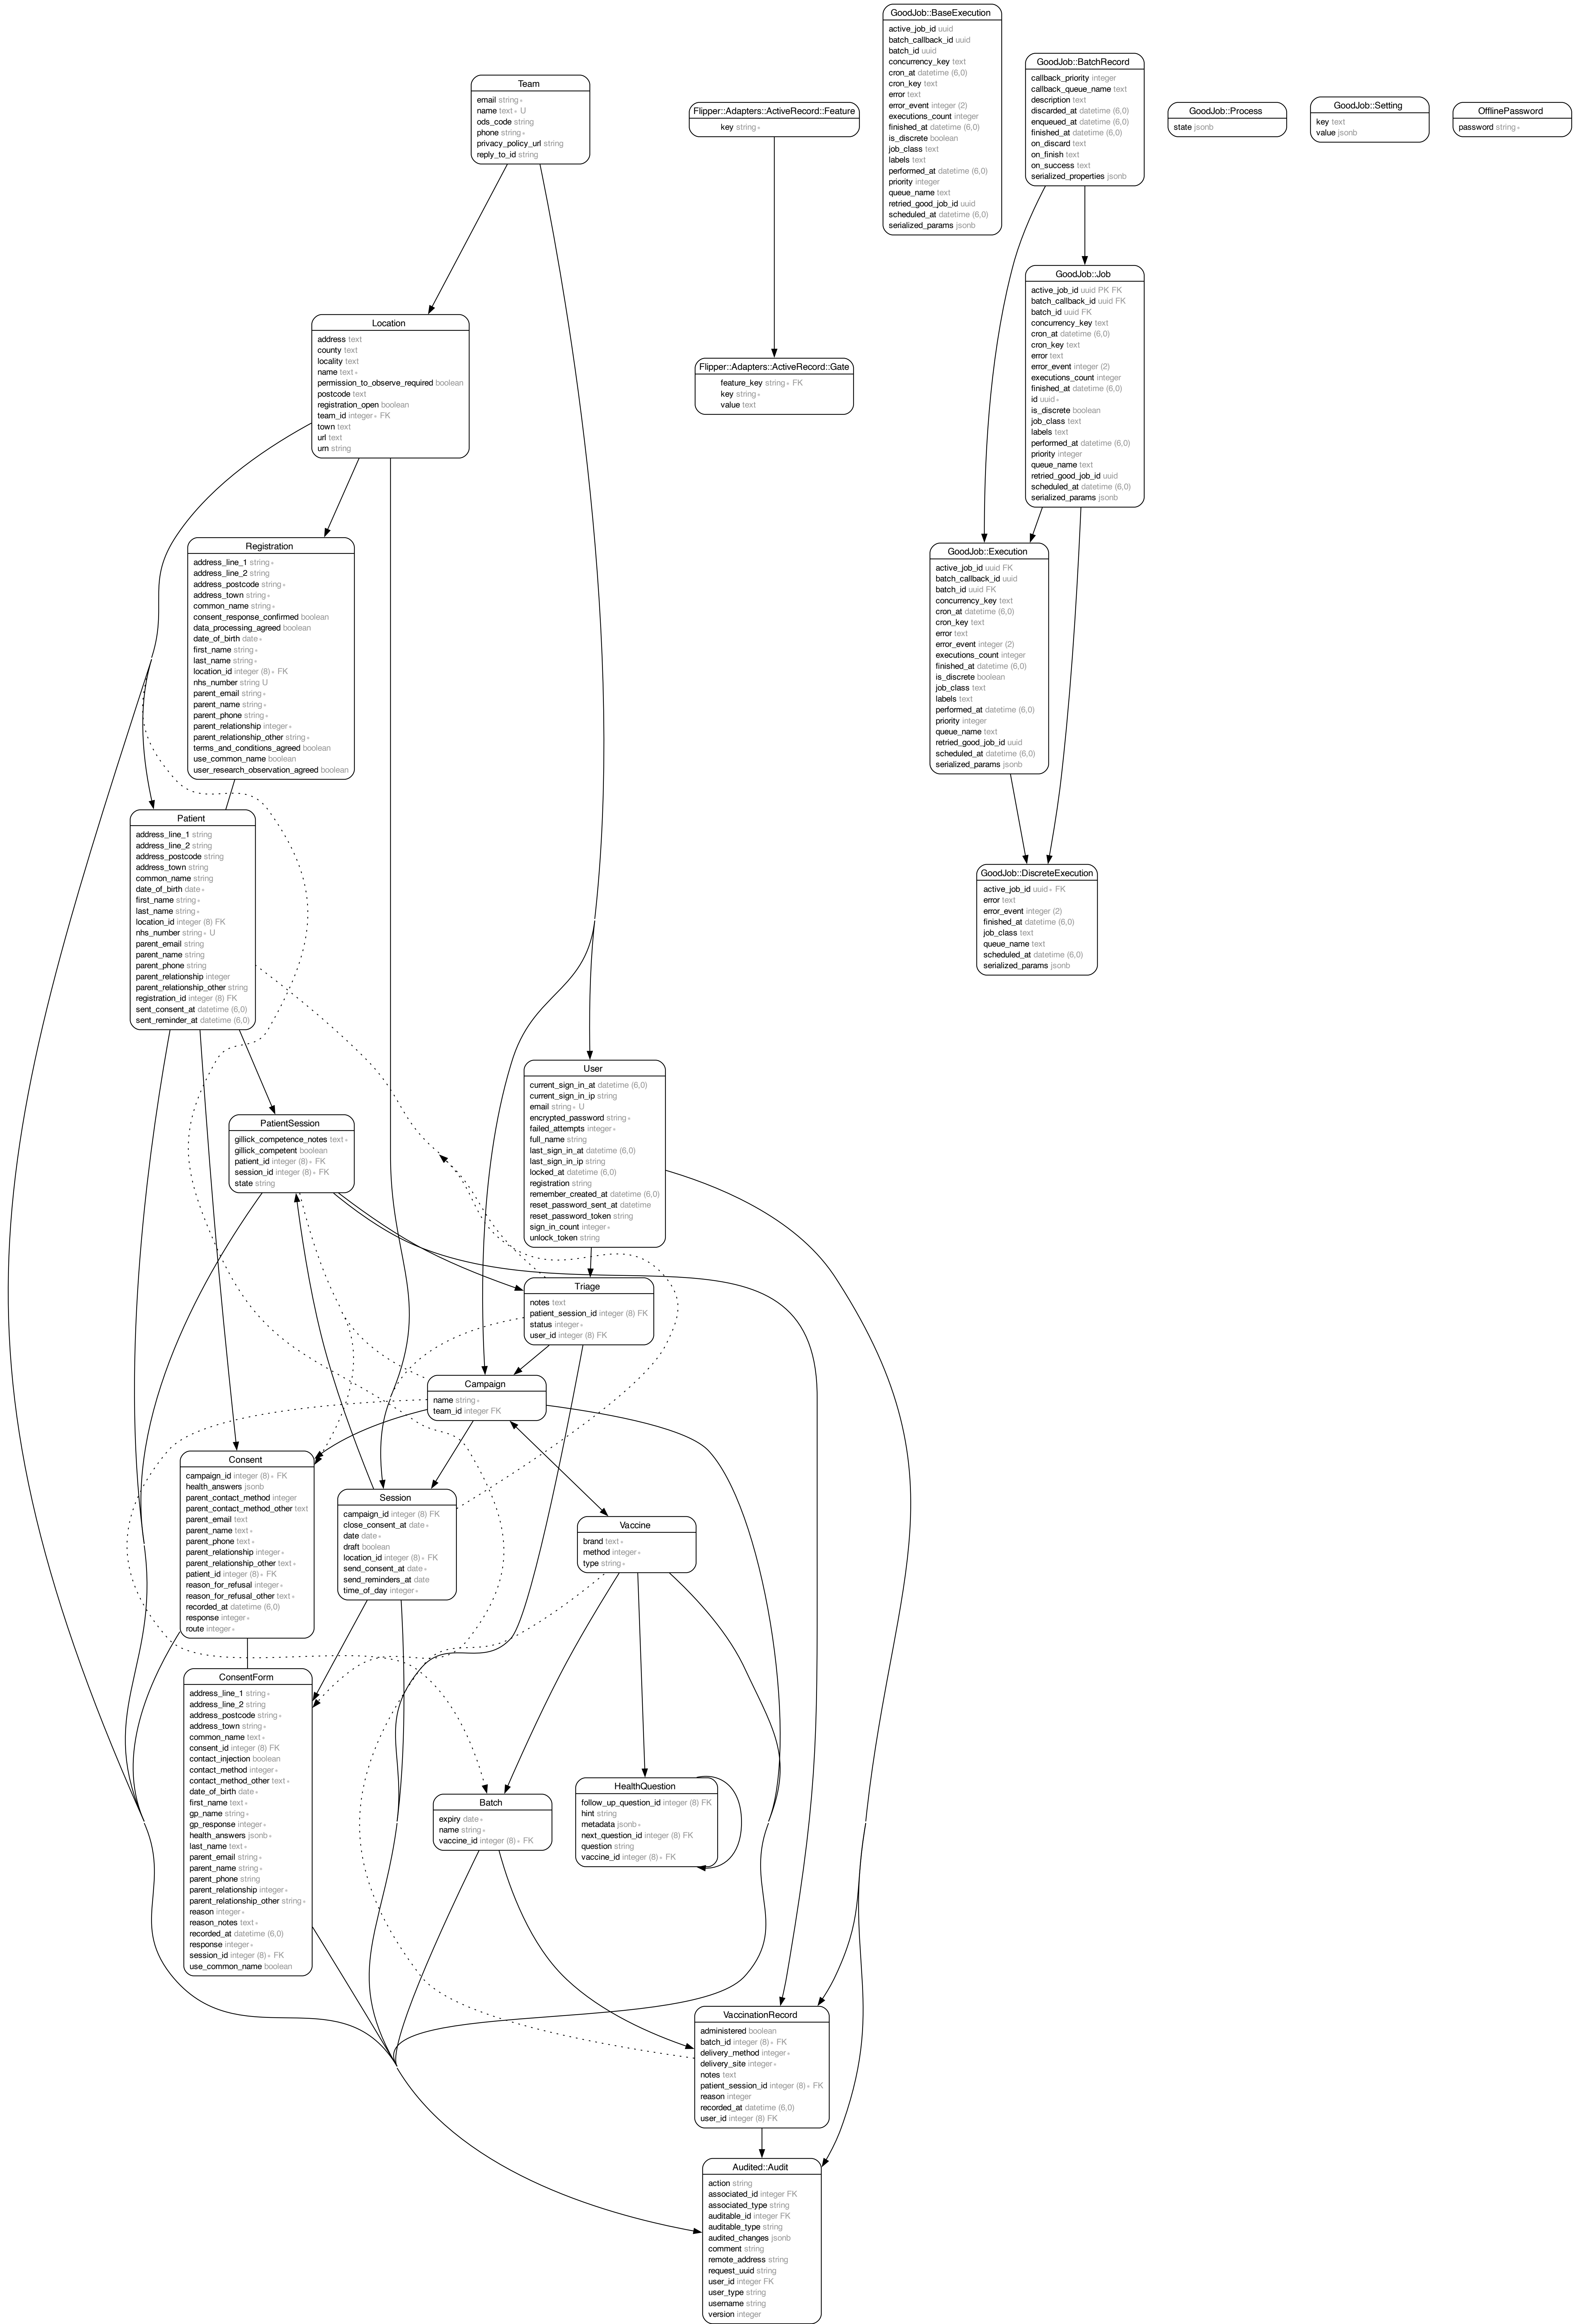 GoodJob::BaseExecution
active_job_id uuid
batch_callback_id uuid
batch_id uuid
concurrency_key text
cron_at datetime (6,0)
cron_key text
error text
error_event integer (2)
executions_count integer
finished_at datetime (6,0)
is_discrete boolean
job_class text
labels text
performed_at datetime (6,0)
priority integer
queue_name text
retried_good_job_id uuid
scheduled_at datetime (6,0)
serialized_params jsonb
GoodJob::BatchRecord
callback_priority integer
callback_queue_name text
description text
discarded_at datetime (6,0)
enqueued_at datetime (6,0)
finished_at datetime (6,0)
on_discard text
on_finish text
on_success text
serialized_properties jsonb
Team
email string ∗
name text ∗ U
ods_code string
phone string ∗
privacy_policy_url string
reply_to_id string
Flipper::Adapters::ActiveRecord::Feature
key string ∗
GoodJob::Process
state jsonb
GoodJob::Setting
key text
value jsonb
OfflinePassword
password string ∗
GoodJob::Job
active_job_id uuid PK FK
batch_callback_id uuid FK
batch_id uuid FK
concurrency_key text
cron_at datetime (6,0)
cron_key text
error text
error_event integer (2)
executions_count integer
finished_at datetime (6,0)
id uuid ∗
is_discrete boolean
job_class text
labels text
performed_at datetime (6,0)
priority integer
queue_name text
retried_good_job_id uuid
scheduled_at datetime (6,0)
serialized_params jsonb
Location
address text
county text
locality text
name text ∗
permission_to_observe_required boolean
postcode text
registration_open boolean
team_id integer ∗ FK
town text
url text
urn string
Flipper::Adapters::ActiveRecord::Gate
feature_key string ∗ FK
key string ∗
value text
Registration
address_line_1 string ∗
address_line_2 string
address_postcode string ∗
address_town string ∗
common_name string ∗
consent_response_confirmed boolean
data_processing_agreed boolean
date_of_birth date ∗
first_name string ∗
last_name string ∗
location_id integer (8) ∗ FK
nhs_number string U
parent_email string ∗
parent_name string ∗
parent_phone string ∗
parent_relationship integer ∗
parent_relationship_other string ∗
terms_and_conditions_agreed boolean
use_common_name boolean
user_research_observation_agreed boolean
GoodJob::Execution
active_job_id uuid FK
batch_callback_id uuid
batch_id uuid FK
concurrency_key text
cron_at datetime (6,0)
cron_key text
error text
error_event integer (2)
executions_count integer
finished_at datetime (6,0)
is_discrete boolean
job_class text
labels text
performed_at datetime (6,0)
priority integer
queue_name text
retried_good_job_id uuid
scheduled_at datetime (6,0)
serialized_params jsonb
Patient
address_line_1 string
address_line_2 string
address_postcode string
address_town string
common_name string
date_of_birth date ∗
first_name string ∗
last_name string ∗
location_id integer (8) FK
nhs_number string ∗ U
parent_email string
parent_name string
parent_phone string
parent_relationship integer
parent_relationship_other string
registration_id integer (8) FK
sent_consent_at datetime (6,0)
sent_reminder_at datetime (6,0)
GoodJob::DiscreteExecution
active_job_id uuid ∗ FK
error text
error_event integer (2)
finished_at datetime (6,0)
job_class text
queue_name text
scheduled_at datetime (6,0)
serialized_params jsonb
User
current_sign_in_at datetime (6,0)
current_sign_in_ip string
email string ∗ U
encrypted_password string ∗
failed_attempts integer ∗
full_name string
last_sign_in_at datetime (6,0)
last_sign_in_ip string
locked_at datetime (6,0)
registration string
remember_created_at datetime (6,0)
reset_password_sent_at datetime
reset_password_token string
sign_in_count integer ∗
unlock_token string
PatientSession
gillick_competence_notes text ∗
gillick_competent boolean
patient_id integer (8) ∗ FK
session_id integer (8) ∗ FK
state string
Triage
notes text
patient_session_id integer (8) FK
status integer ∗
user_id integer (8) FK
Campaign
name string ∗
team_id integer FK
Consent
campaign_id integer (8) ∗ FK
health_answers jsonb
parent_contact_method integer
parent_contact_method_other text
parent_email text
parent_name text ∗
parent_phone text ∗
parent_relationship integer ∗
parent_relationship_other text ∗
patient_id integer (8) ∗ FK
reason_for_refusal integer ∗
reason_for_refusal_other text ∗
recorded_at datetime (6,0)
response integer ∗
route integer ∗
Session
campaign_id integer (8) FK
close_consent_at date ∗
date date ∗
draft boolean
location_id integer (8) ∗ FK
send_consent_at date ∗
send_reminders_at date
time_of_day integer ∗
Vaccine
brand text ∗
method integer ∗
type string ∗
ConsentForm
address_line_1 string ∗
address_line_2 string
address_postcode string ∗
address_town string ∗
common_name text ∗
consent_id integer (8) FK
contact_injection boolean
contact_method integer ∗
contact_method_other text ∗
date_of_birth date ∗
first_name text ∗
gp_name string ∗
gp_response integer ∗
health_answers jsonb ∗
last_name text ∗
parent_email string ∗
parent_name string ∗
parent_phone string
parent_relationship integer ∗
parent_relationship_other string ∗
reason integer ∗
reason_notes text ∗
recorded_at datetime (6,0)
response integer ∗
session_id integer (8) ∗ FK
use_common_name boolean
Batch
expiry date ∗
name string ∗
vaccine_id integer (8) ∗ FK
HealthQuestion
follow_up_question_id integer (8) FK
hint string
metadata jsonb ∗
next_question_id integer (8) FK
question string
vaccine_id integer (8) ∗ FK
VaccinationRecord
administered boolean
batch_id integer (8) ∗ FK
delivery_method integer ∗
delivery_site integer ∗
notes text
patient_session_id integer (8) ∗ FK
reason integer
recorded_at datetime (6,0)
user_id integer (8) FK
Audited::Audit
action string
associated_id integer FK
associated_type string
auditable_id integer FK
auditable_type string
audited_changes jsonb
comment string
remote_address string
request_uuid string
user_id integer FK
user_type string
username string
version integer